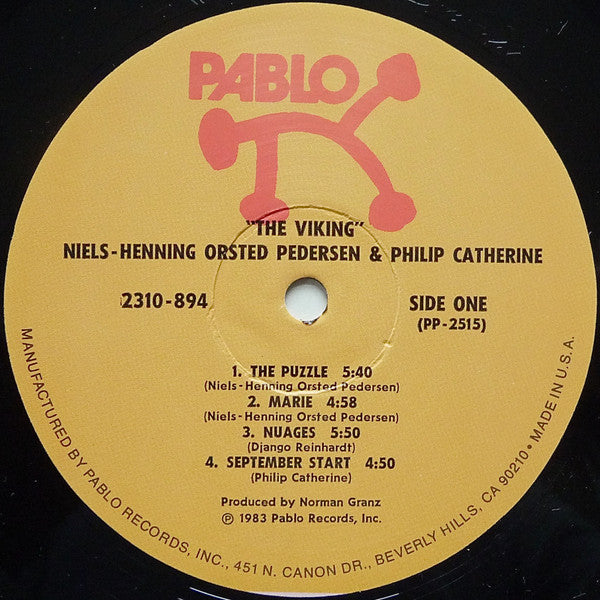 PABLO
"THE VIKING"
NIELS-HENNING ORSTED PEDERSEN & PHILIP CATHERINE
2310-894
SIDE ONE
(PP-2515)
1. THE PUZZLE 5:40
(Niels-Henning Orsted Pedersen)
2. MARIE 4:58
(Niels-Henning Orsted Pedersen)
3. NUAGES 5:50
(Django Reinhardt)
4. SEPTEMBER START 4:50
(Philip Catherine)
Produced by Norman Granz
℗ 1983 Pablo Records, Inc.
MANUFACTURED BY PABLO RECORDS, INC., 451 N. CANON DR., BEVERLY HILLS, CA 90210 • MADE IN U.S.A.